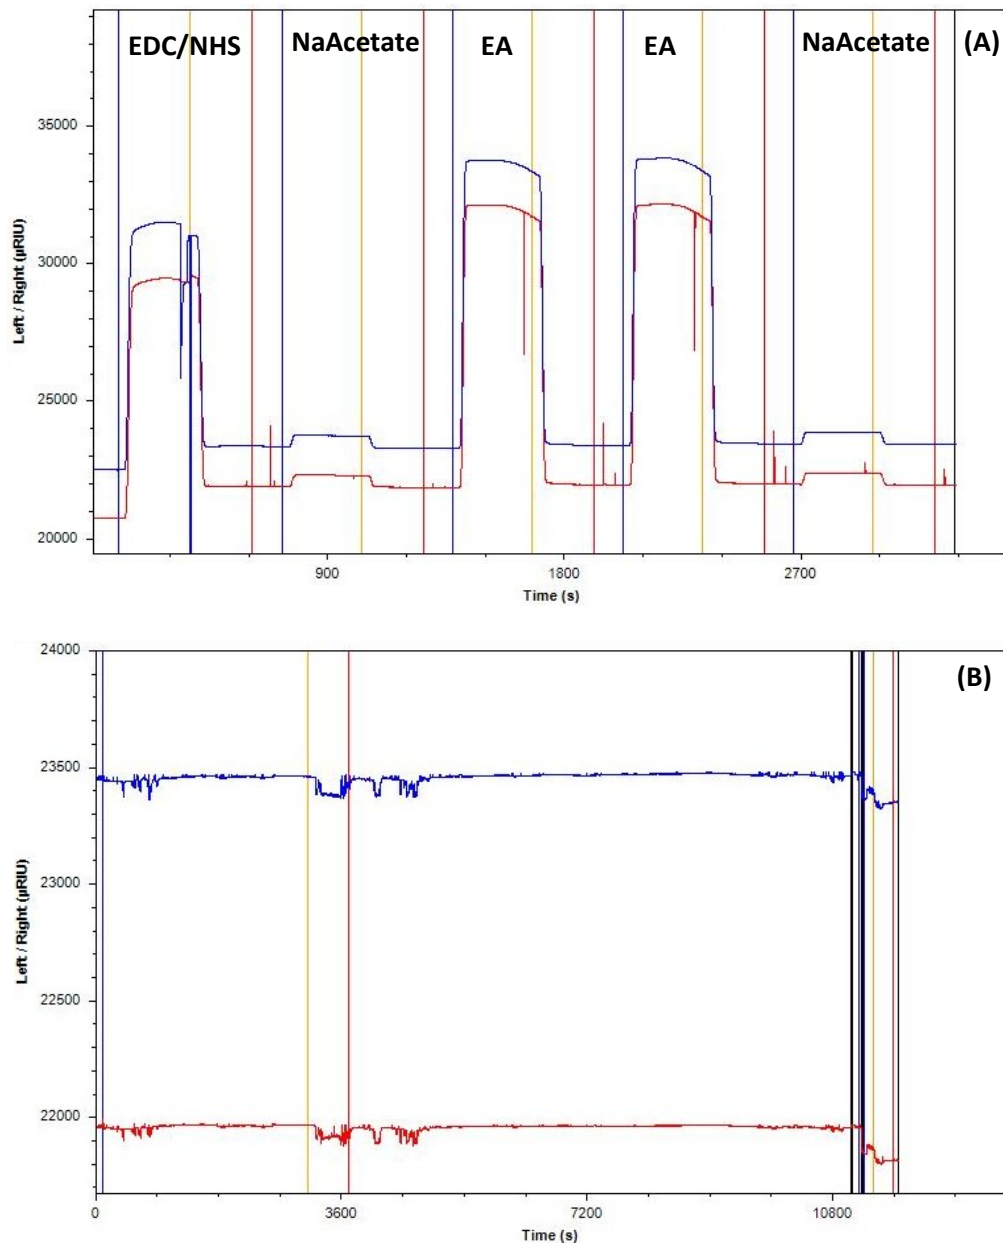 EDC/NHS NaAcetate EA EA NaAcetate (A)
35000
30000
25000
20000
Left / Right (µRIU)
900 1800 2700
Time (s)
24000
(B)
23500
23000
22500
22000
Left / Right (µRIU)
0 3600 7200 10800
Time (s)